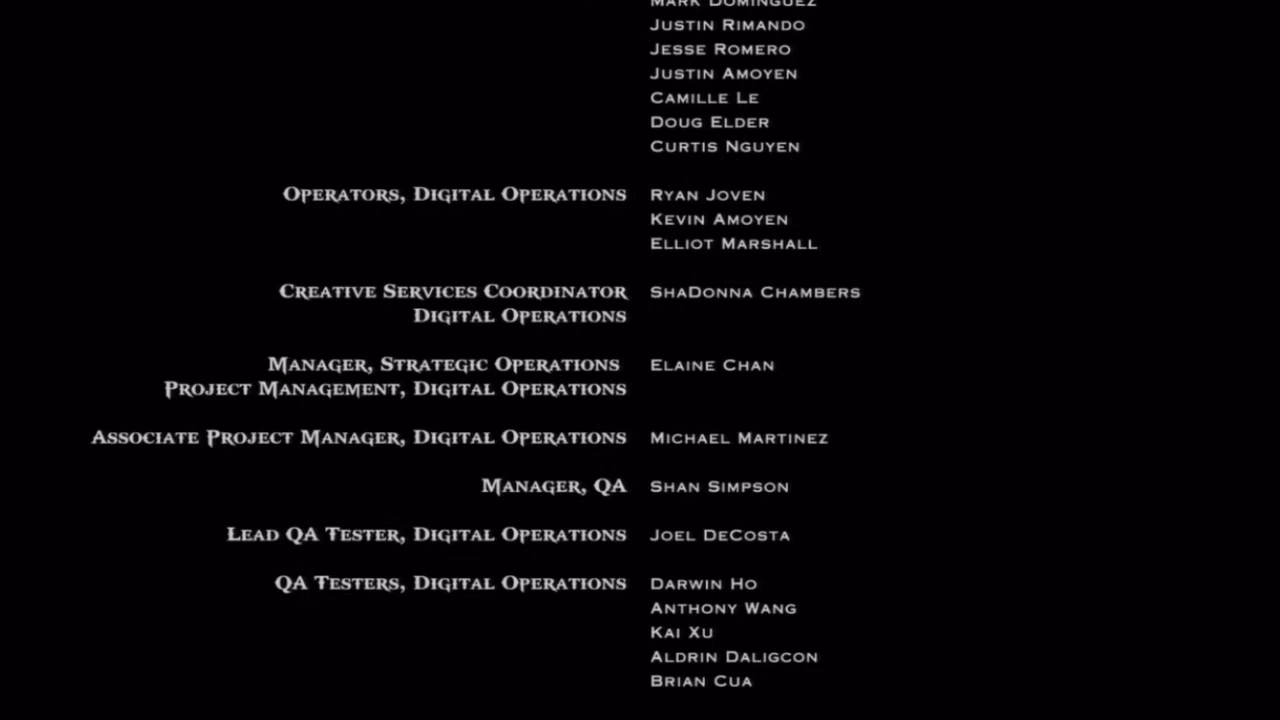 Mark Dominguez
Justin Rimando
Jesse Romero
Justin Amoyen
Camille Le
Doug Elder
Curtis Nguyen
Operators, Digital Operations Ryan Joven
Kevin Amoyen
Elliot Marshall
Creative Services Coordinator ShaDonna Chambers
Digital Operations
Manager, Strategic Operations Elaine Chan
Project Management, Digital Operations
Associate Project Manager, Digital Operations Michael Martinez
Manager, QA Shan Simpson
Lead QA Tester, Digital Operations Joel DeCosta
QA Testers, Digital Operations Darwin Ho
Anthony Wang
Kai Xu
Aldrin Daligcon
Brian Cua